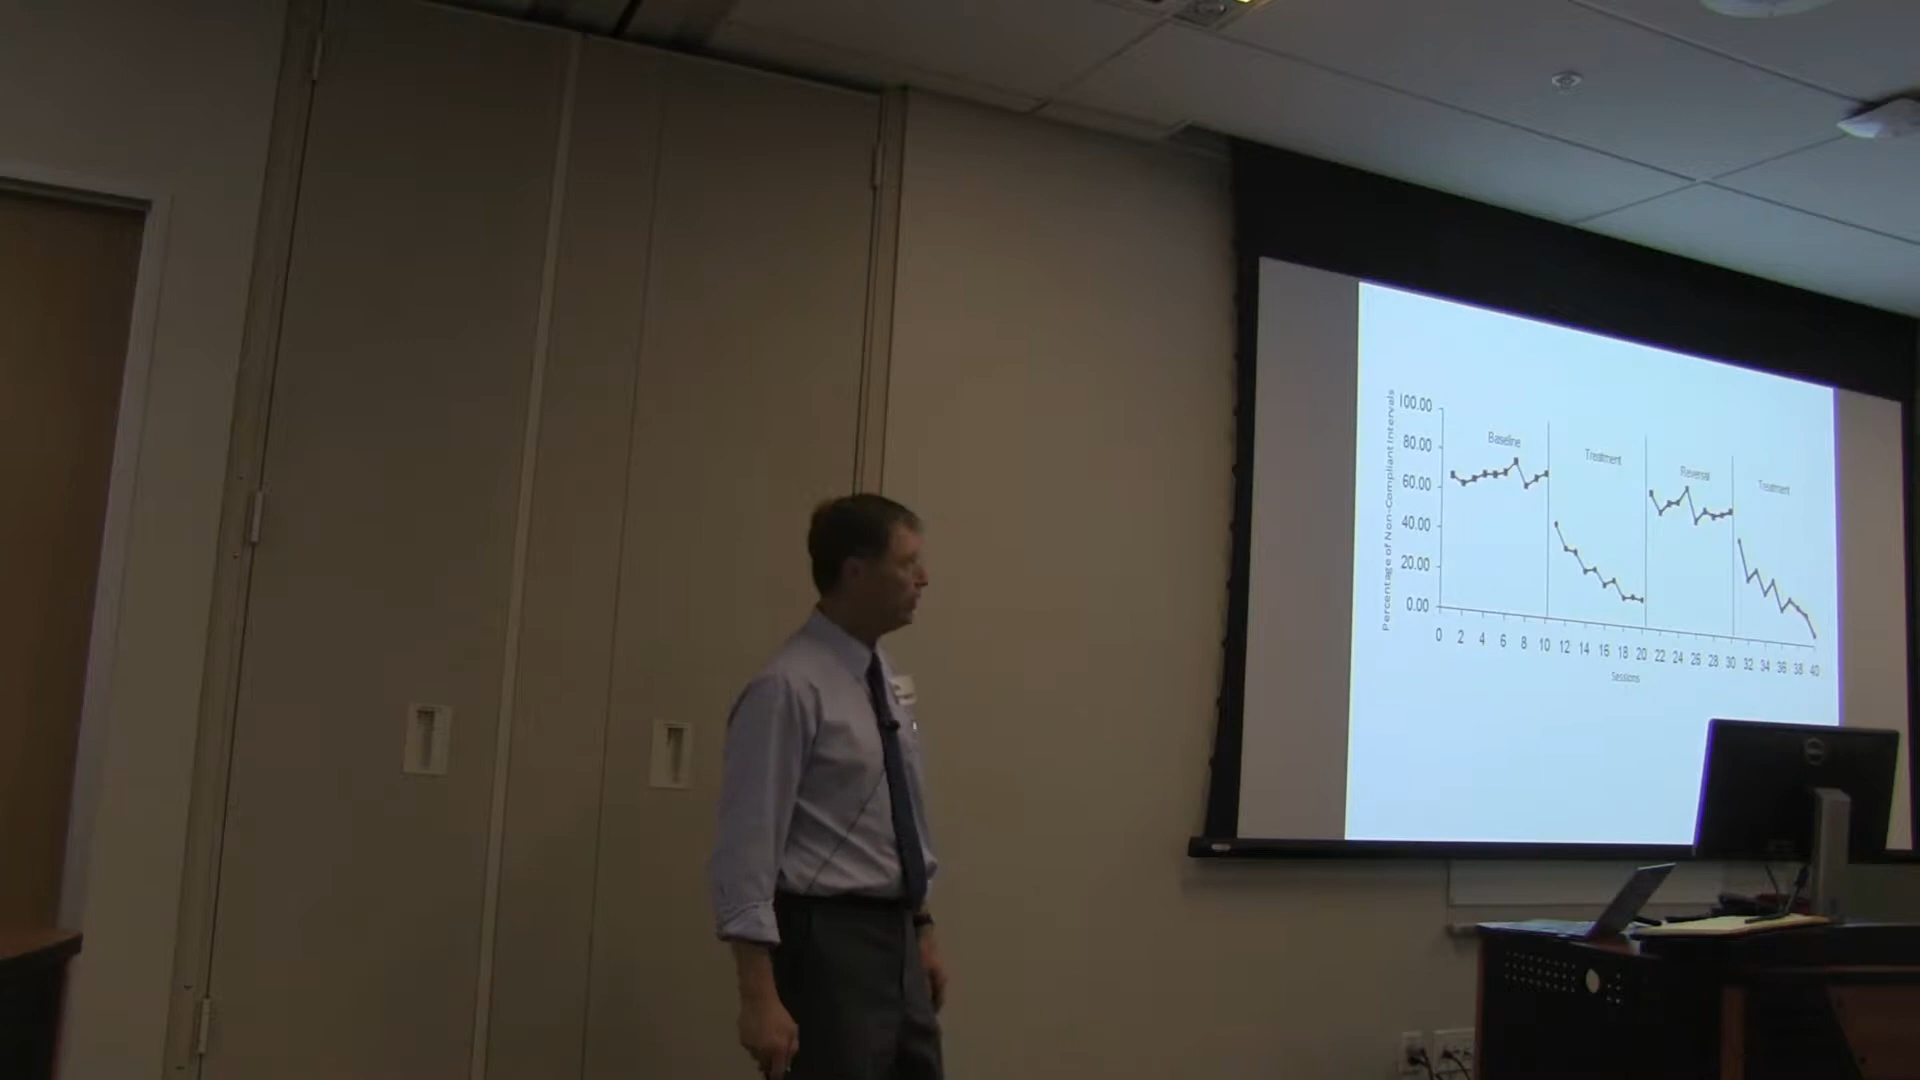 100.00
80.00
60.00
40.00
20.00
0.00
Percentage of Non-Compliant Intervals
Baseline
Treatment
Reversal
Treatment
0 2 4 6 8 10 12 14 16 18 20 22 24 26 28 30 32 34 36 38 40
Sessions
DELL